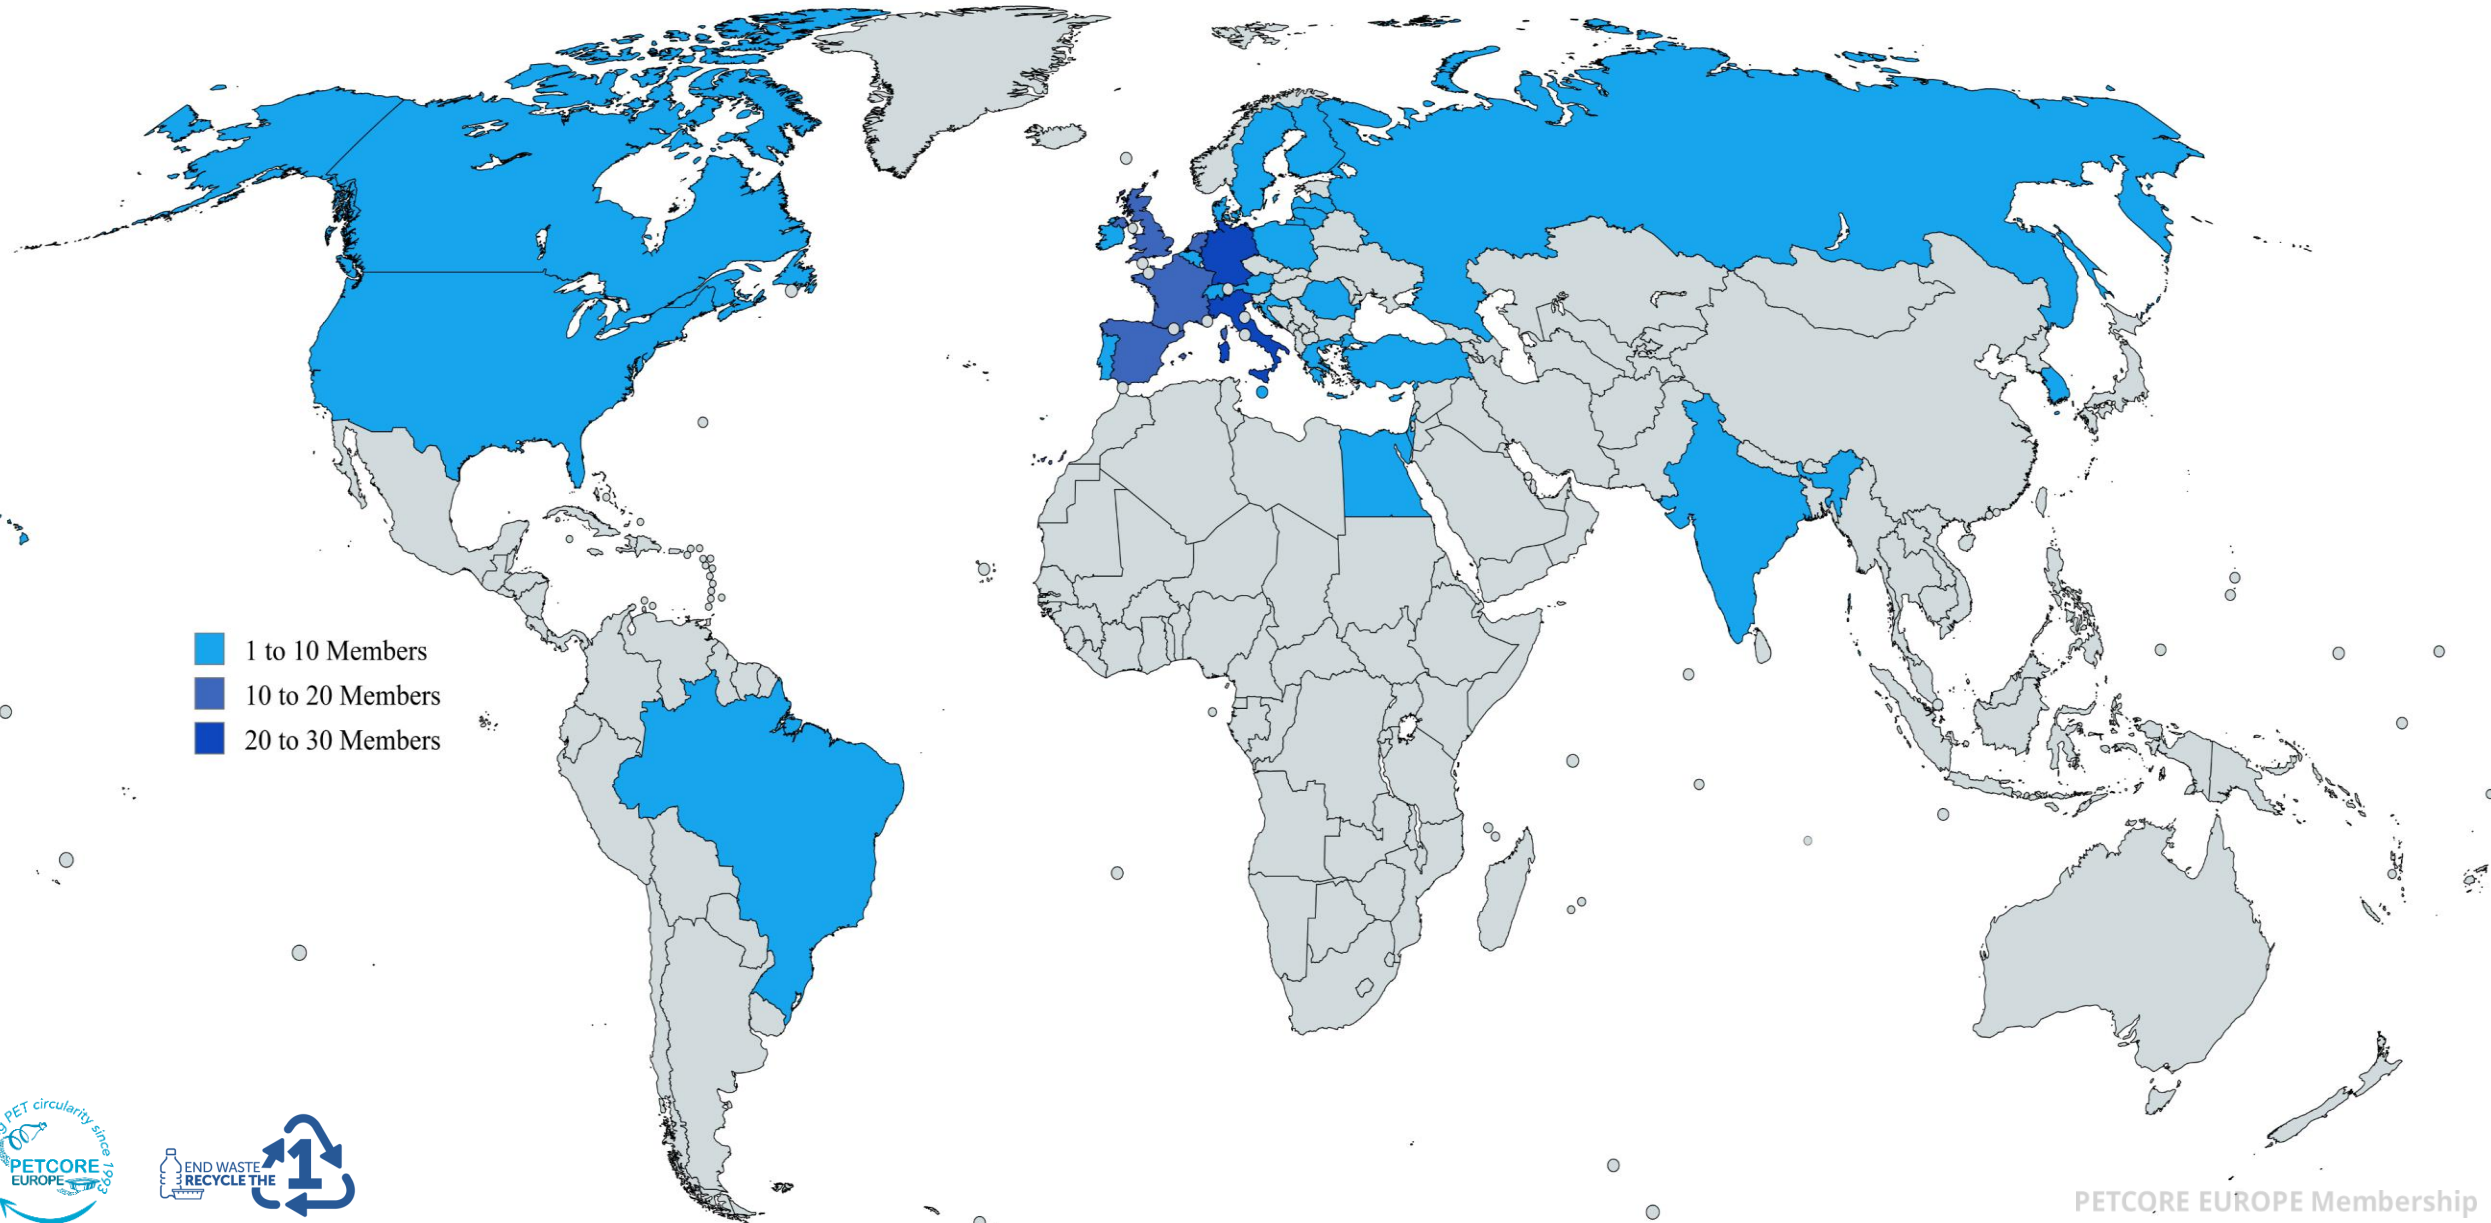 1 to 10 Members
10 to 20 Members
20 to 30 Members
PET circularity since 1993
PETCORE
EUROPE
END WASTE
RECYCLE THE
1
PETCORE EUROPE Membership